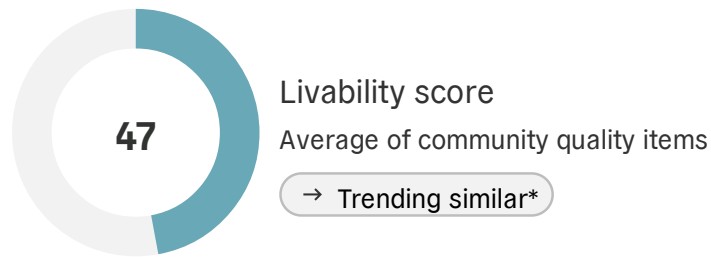 47
Livability score
Average of community quality items
→ Trending similar*